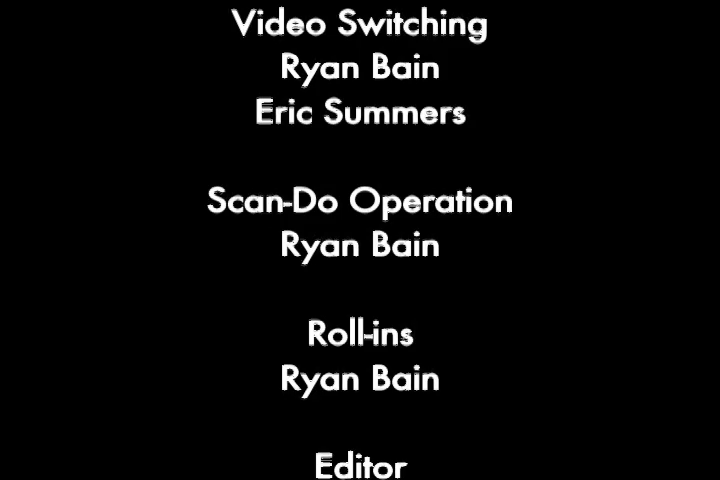 Video Switching
Ryan Bain
Eric Summers
Scan-Do Operation
Ryan Bain
Roll-ins
Ryan Bain
Editor